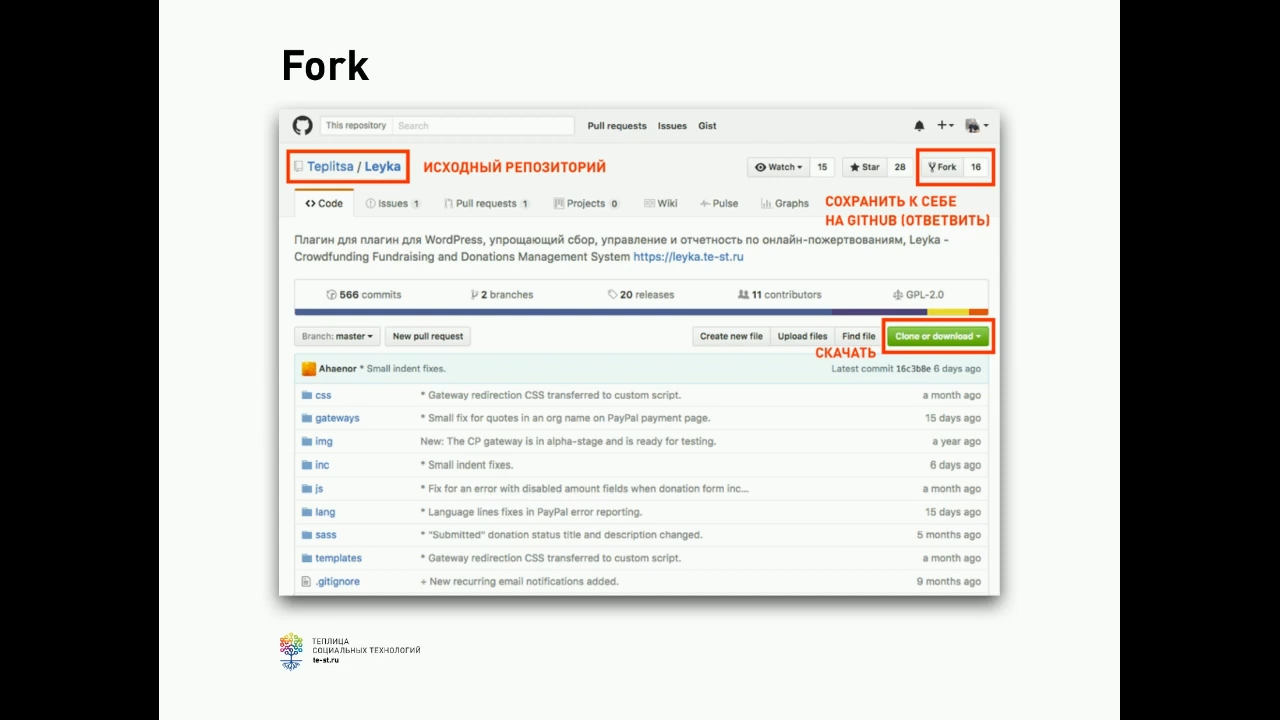 Fork
This repository Search Pull requests Issues Gist
Teplitsa / Leyka ИСХОДНЫЙ РЕПОЗИТОРИЙ Watch 15 Star 28 Fork 16
Code Issues 1 Pull requests 1 Projects 0 Wiki Pulse Graphs
СОХРАНИТЬ К СЕБЕ
НА GITHUB (ОТВЕТВИТЬ)
Плагин для плагин для WordPress, упрощающий сбор, управление и отчетность по онлайн-пожертвованиям, Leyka -
Crowdfunding Fundraising and Donations Management System https://leyka.te-st.ru
566 commits 2 branches 20 releases 11 contributors GPL-2.0
Branch: master New pull request Create new file Upload files Find file Clone or download
СКАЧАТЬ
Ahaenor * Small indent fixes. Latest commit 16c3b8e 6 days ago
css * Gateway redirection CSS transferred to custom script. a month ago
gateways * Small fix for quotes in an org name on PayPal payment page. 15 days ago
img New: The CP gateway is in alpha-stage and is ready for testing. a year ago
inc * Small indent fixes. 6 days ago
js * Fix for an error with disabled amount fields when donation form inc... a month ago
lang * Language lines fixes in PayPal error reporting. 15 days ago
sass * "Submitted" donation status title and description changed. 5 months ago
templates * Gateway redirection CSS transferred to custom script. a month ago
.gitignore + New recurring email notifications added. 9 months ago
ТЕПЛИЦА
СОЦИАЛЬНЫХ ТЕХНОЛОГИЙ
te-st.ru